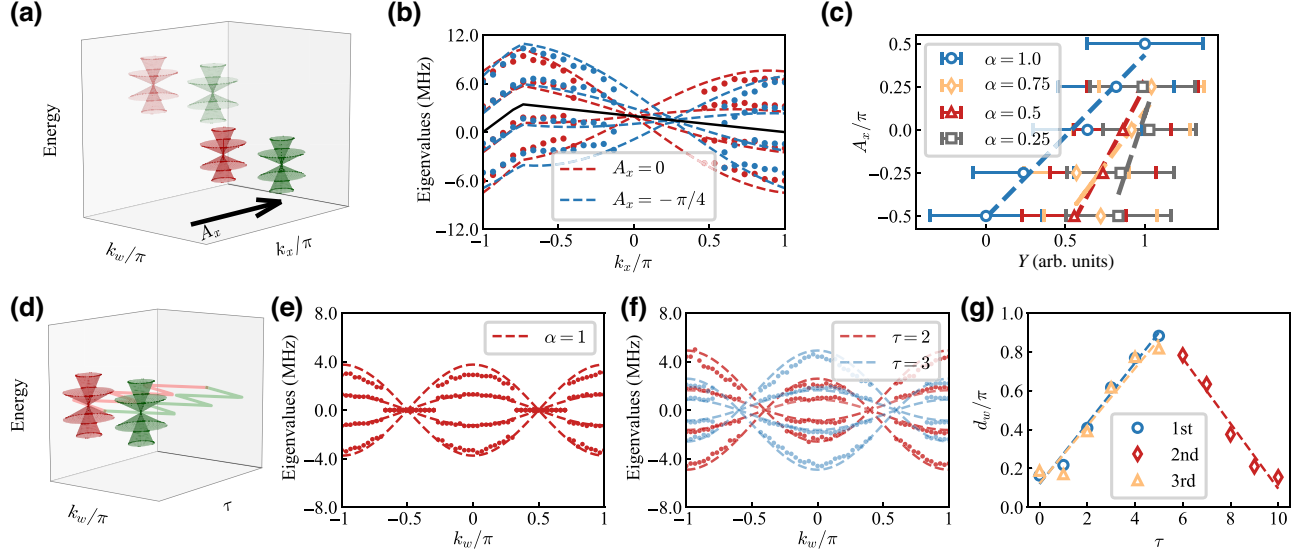 (a)
Energy
k_w/π
A_x
k_x/π
(b)
Eigenvalues (MHz)
12.0
6.0
0.0
−6.0
−12.0
A_x = 0
A_x = −π/4
−1
−0.5
0
0.5
1
k_x/π
(c)
A_x/π
0.5
0.25
0
−0.25
−0.5
α = 1.0
α = 0.75
α = 0.5
α = 0.25
0
0.5
1
Y (arb. units)
(d)
Energy
k_w/π
τ
(e)
Eigenvalues (MHz)
8.0
4.0
0.0
−4.0
−8.0
α = 1
−1
−0.5
0
0.5
1
k_w/π
(f)
Eigenvalues (MHz)
8.0
4.0
0.0
−4.0
−8.0
τ = 2
τ = 3
−1
−0.5
0
0.5
1
k_w/π
(g)
d_w/π
1.0
0.8
0.6
0.4
0.2
0.0
1st
2nd
3rd
0
2
4
6
8
10
τ